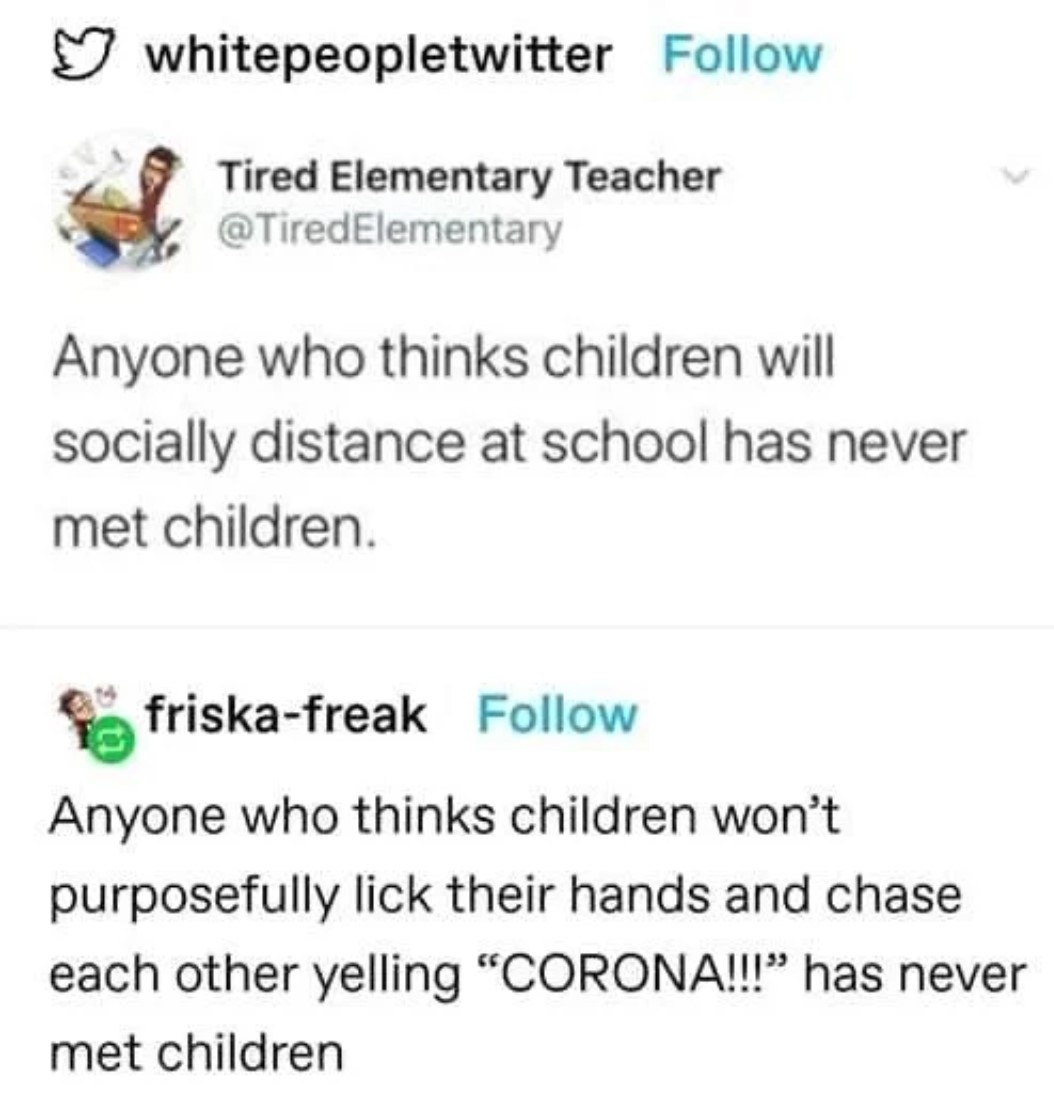 whitepeopletwitter Follow
Tired Elementary Teacher
@TiredElementary
Anyone who thinks children will
socially distance at school has never
met children.
friska-freak Follow
Anyone who thinks children won’t
purposefully lick their hands and chase
each other yelling “CORONA!!!” has never
met children